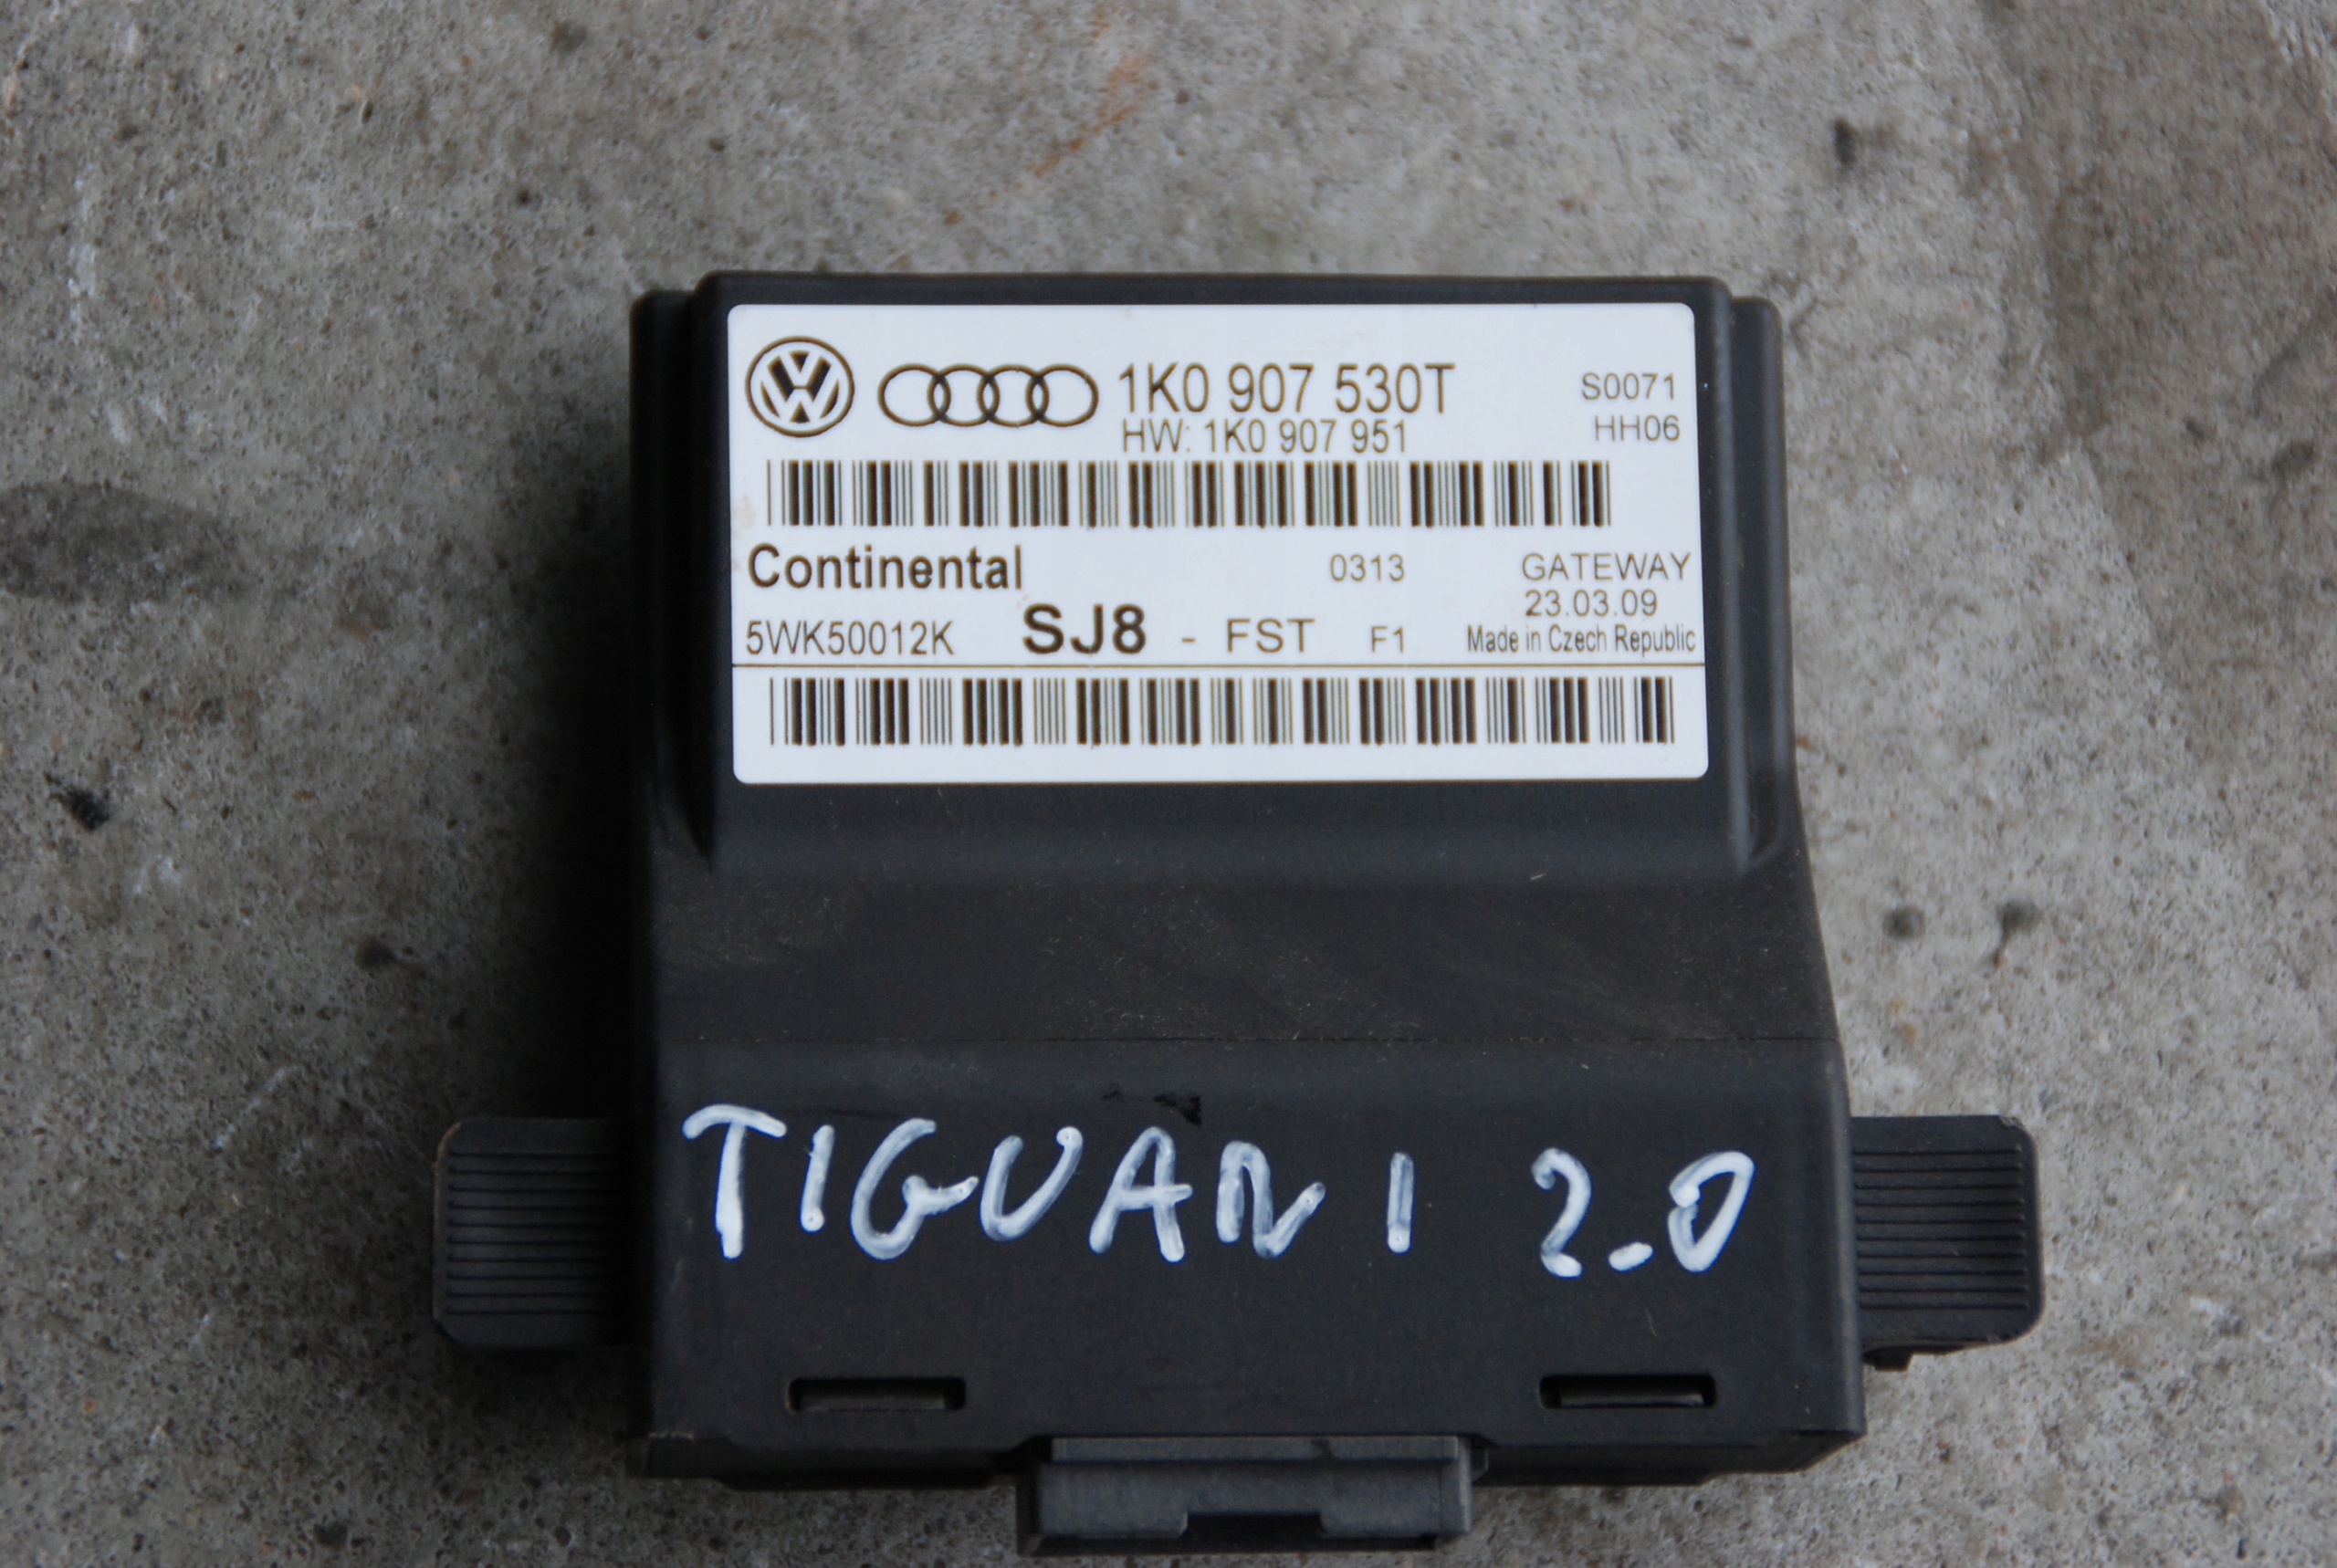 1K0 907 530T S0071
HW: 1K0 907 951 HH06
Continental 0313 GATEWAY
23.03.09
5WK50012K SJ8 - FST F1 Made in Czech Republic
TIGUAN 1 2.0